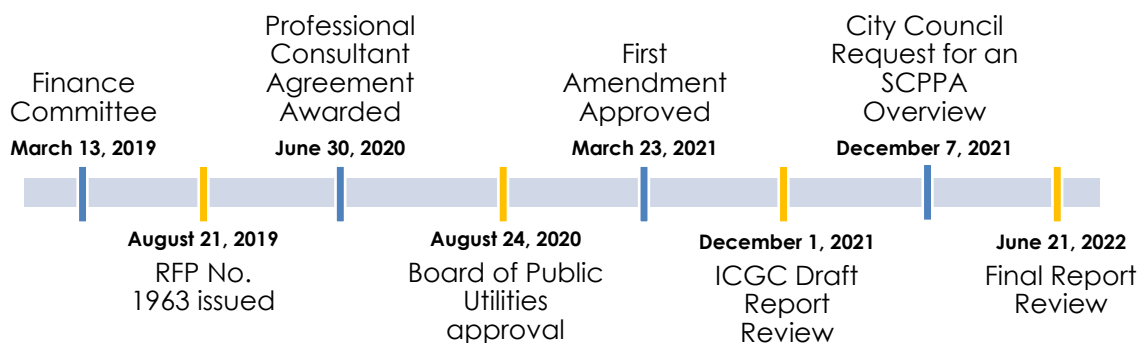 Finance
Committee
March 13, 2019
Professional
Consultant
Agreement
Awarded
June 30, 2020
First
Amendment
Approved
March 23, 2021
City Council
Request for an
SCPPA
Overview
December 7, 2021
August 21, 2019
RFP No.
1963 issued
August 24, 2020
Board of Public
Utilities
approval
December 1, 2021
ICGC Draft
Report
Review
June 21, 2022
Final Report
Review